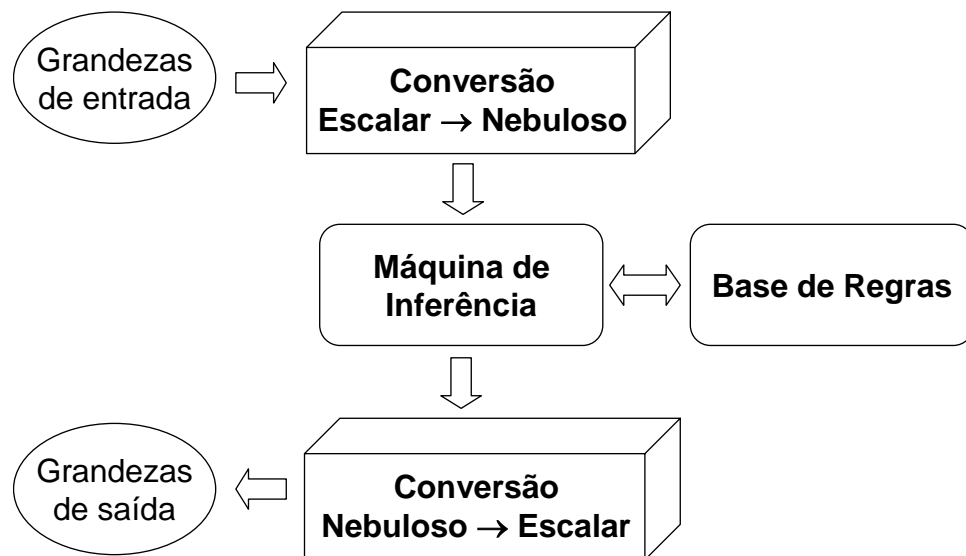 Grandezas
de entrada
Conversão
Escalar → Nebuloso
Máquina de
Inferência
Base de Regras
Grandezas
de saída
Conversão
Nebuloso → Escalar